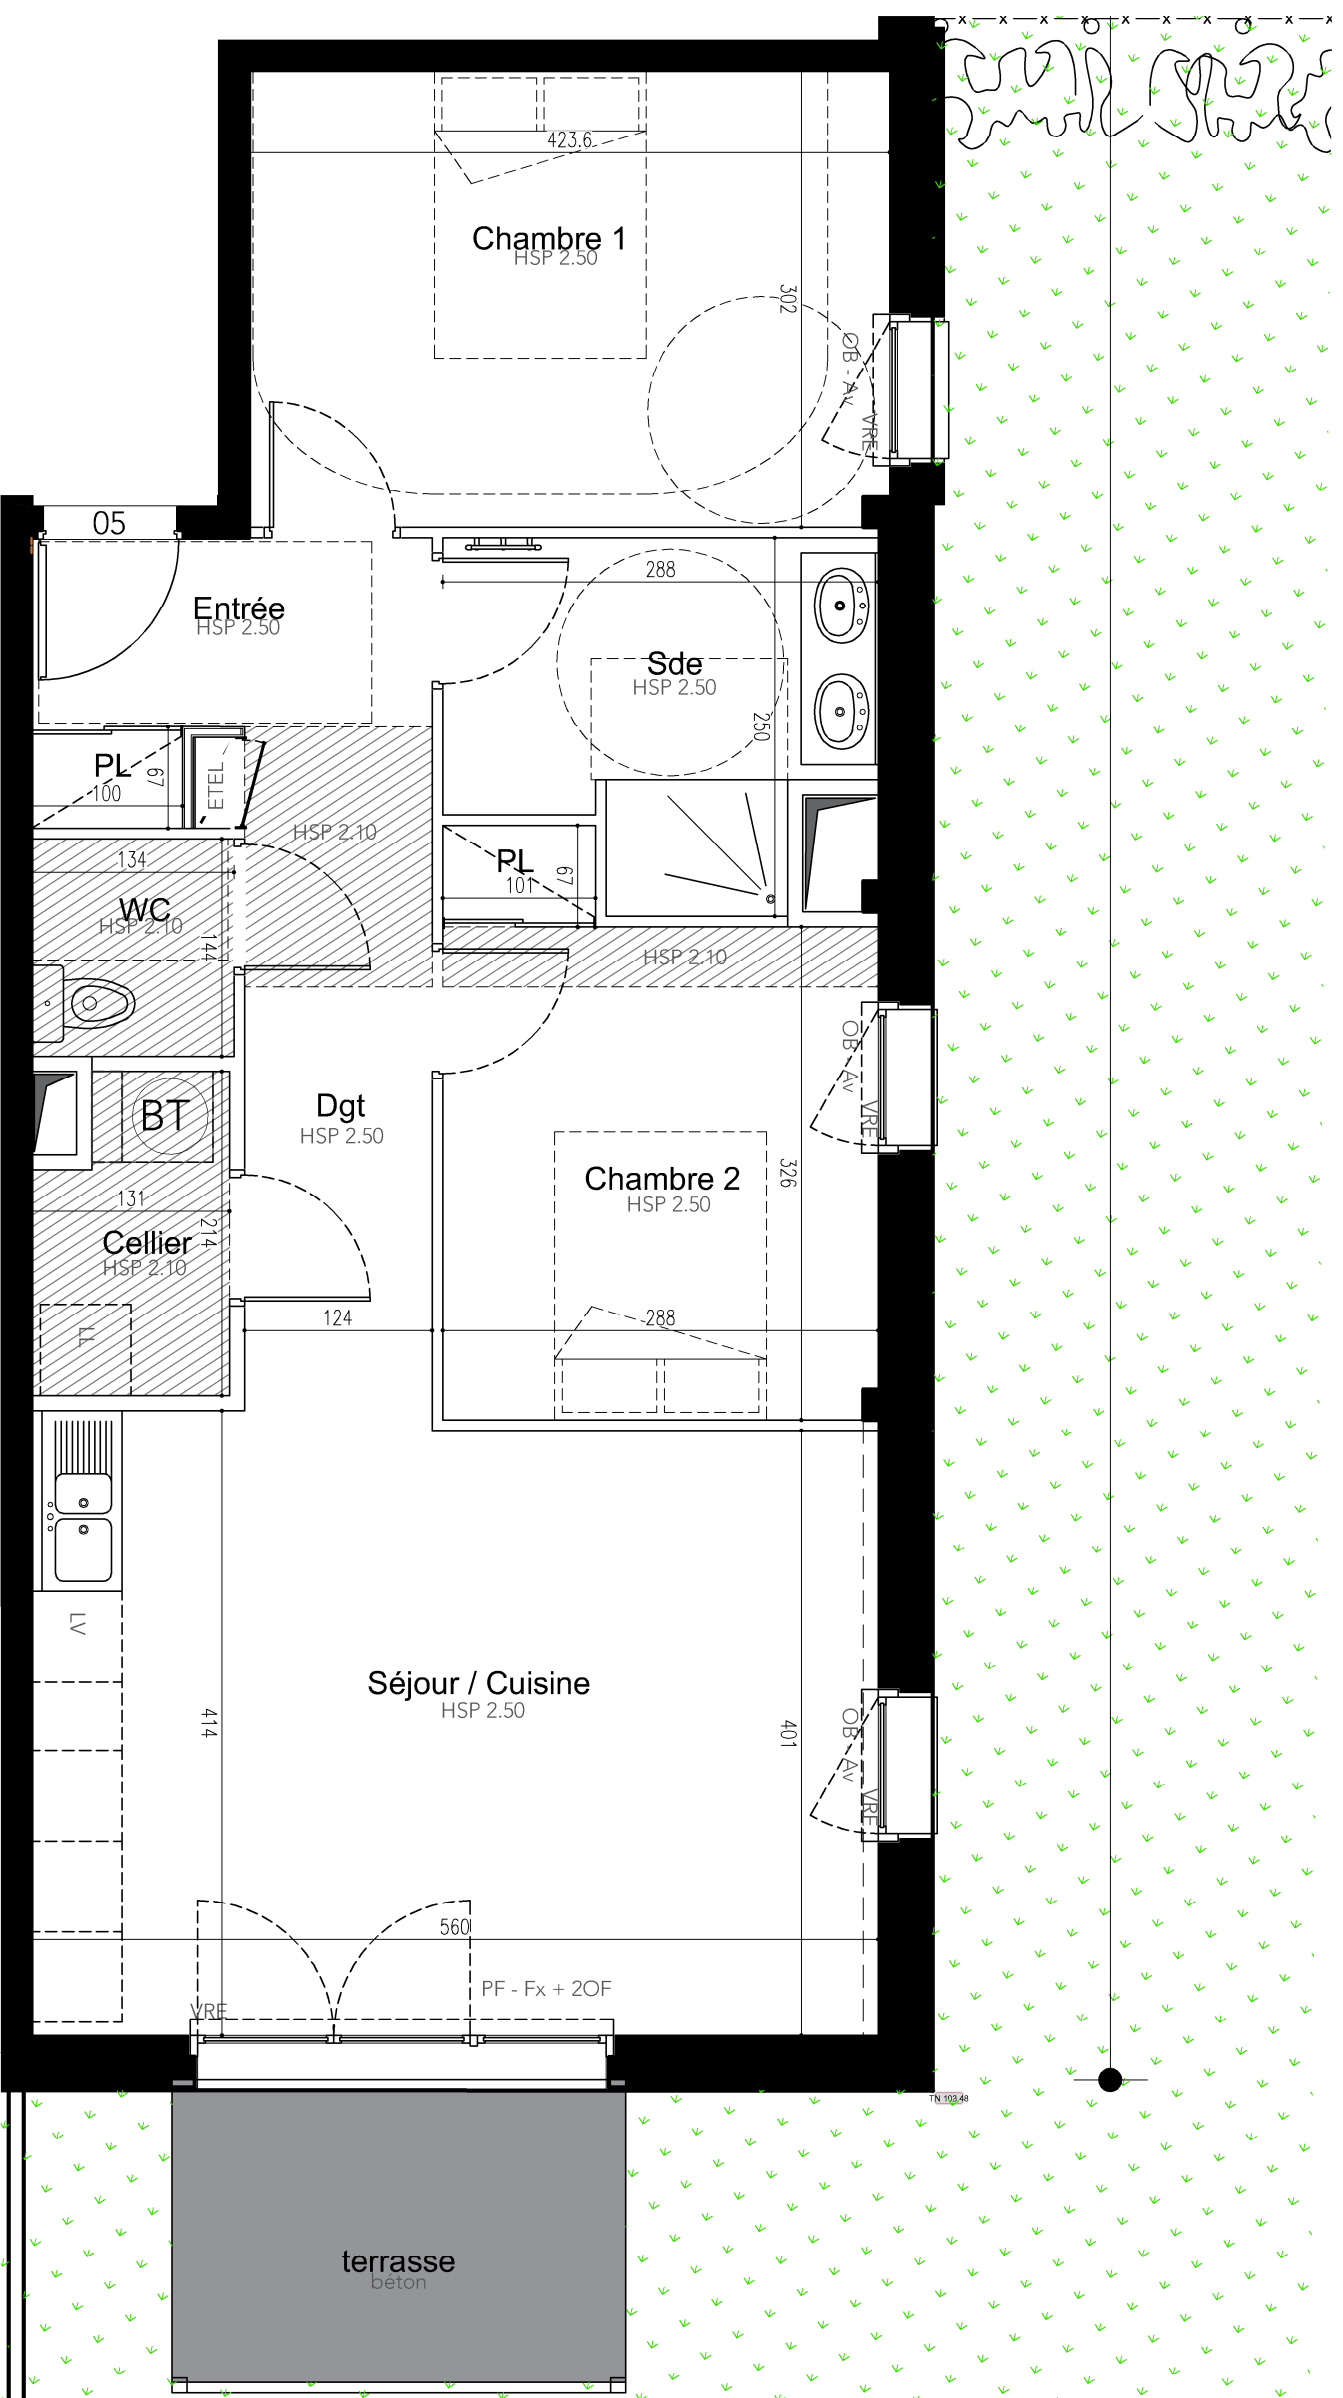 423.6
Chambre 1
HSP 2.50
302
OB - Av
VRE
05
288
Entrée
HSP 2.50
Sde
HSP 2.50
250
PL
67
100
ETEL
HSP 2.10
134
WC
HSP 2.10
144
PL
67
101
HSP 2.10
OB - Av
VRE
BT
Dgt
HSP 2.50
Chambre 2
HSP 2.50
326
131
214
Cellier
HSP 2.10
LL
124
288
LV
Séjour / Cuisine
HSP 2.50
414
401
OB - Av
VRE
560
PF - Fx + 2OF
VRE
TN 103.48
terrasse
béton